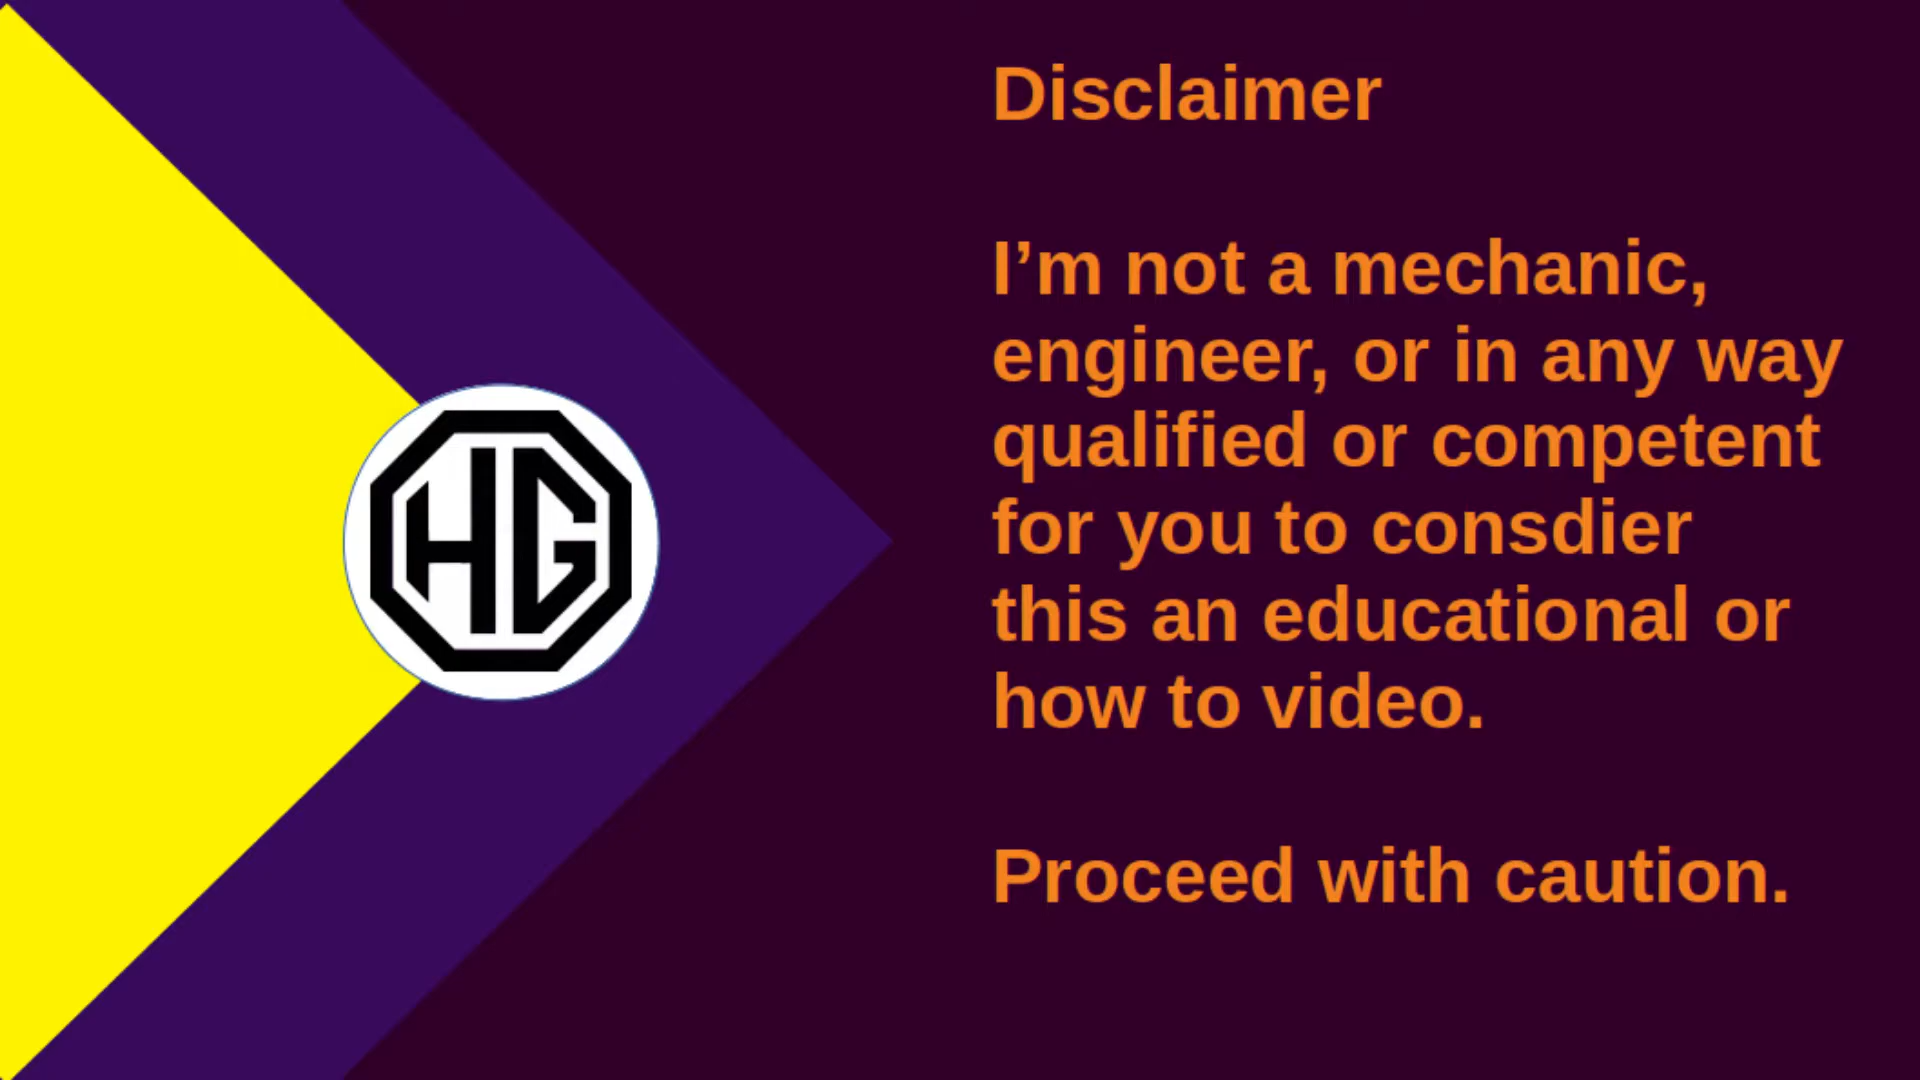 HG
Disclaimer
I’m not a mechanic,
engineer, or in any way
qualified or competent
for you to consdier
this an educational or
how to video.
Proceed with caution.